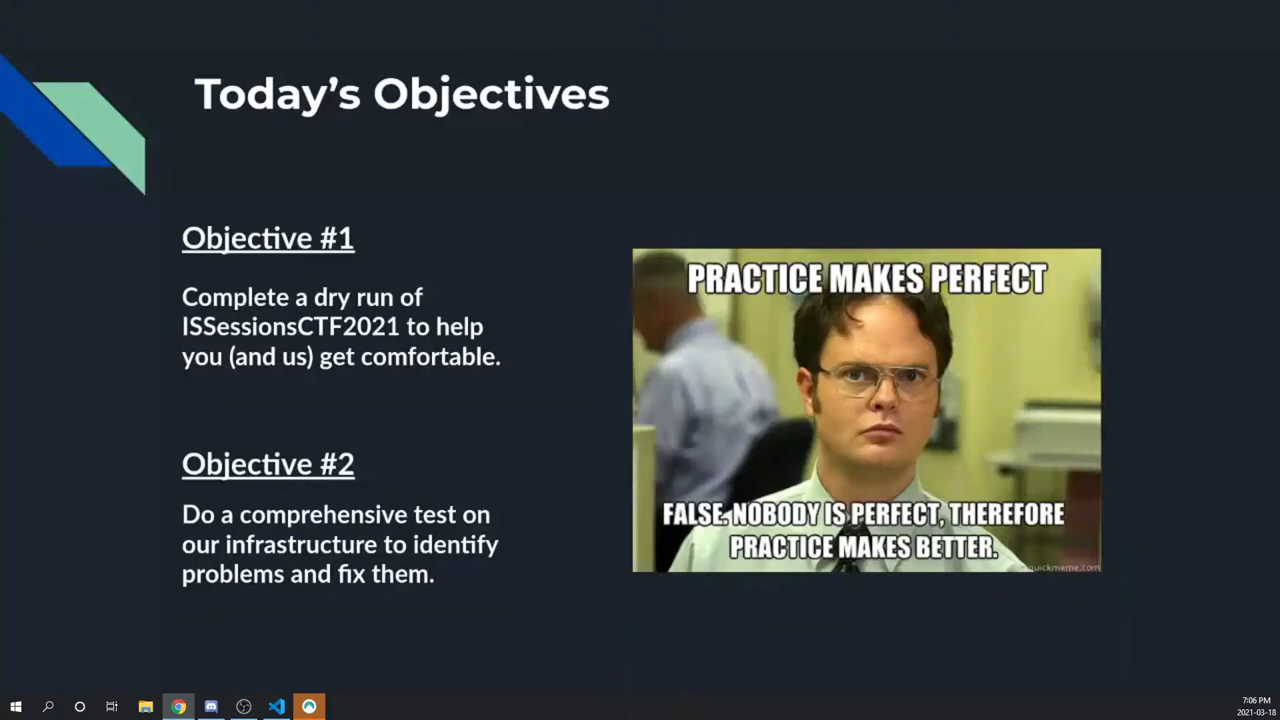 Today’s Objectives
Objective #1
Complete a dry run of
ISSessionsCTF2021 to help
you (and us) get comfortable.
Objective #2
Do a comprehensive test on
our infrastructure to identify
problems and fix them.
PRACTICE MAKES PERFECT
FALSE. NOBODY IS PERFECT, THEREFORE
PRACTICE MAKES BETTER.
quickmeme.com
7:06 PM
2021-03-18